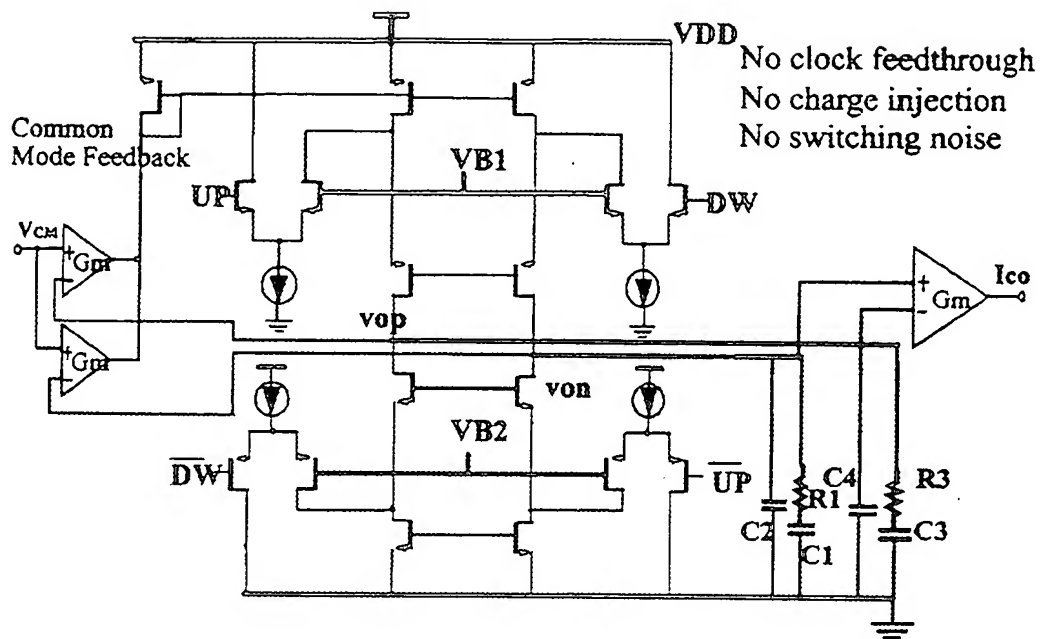 VDD
No clock feedthrough
No charge injection
No switching noise
Common
Mode Feedback
VB1
UP
DW
VCM
+
Gm
-
+
Gm
-
Ico
+
Gm
-
vop
von
VB2
DW
UP
C4
R3
R1
C2
C3
C1